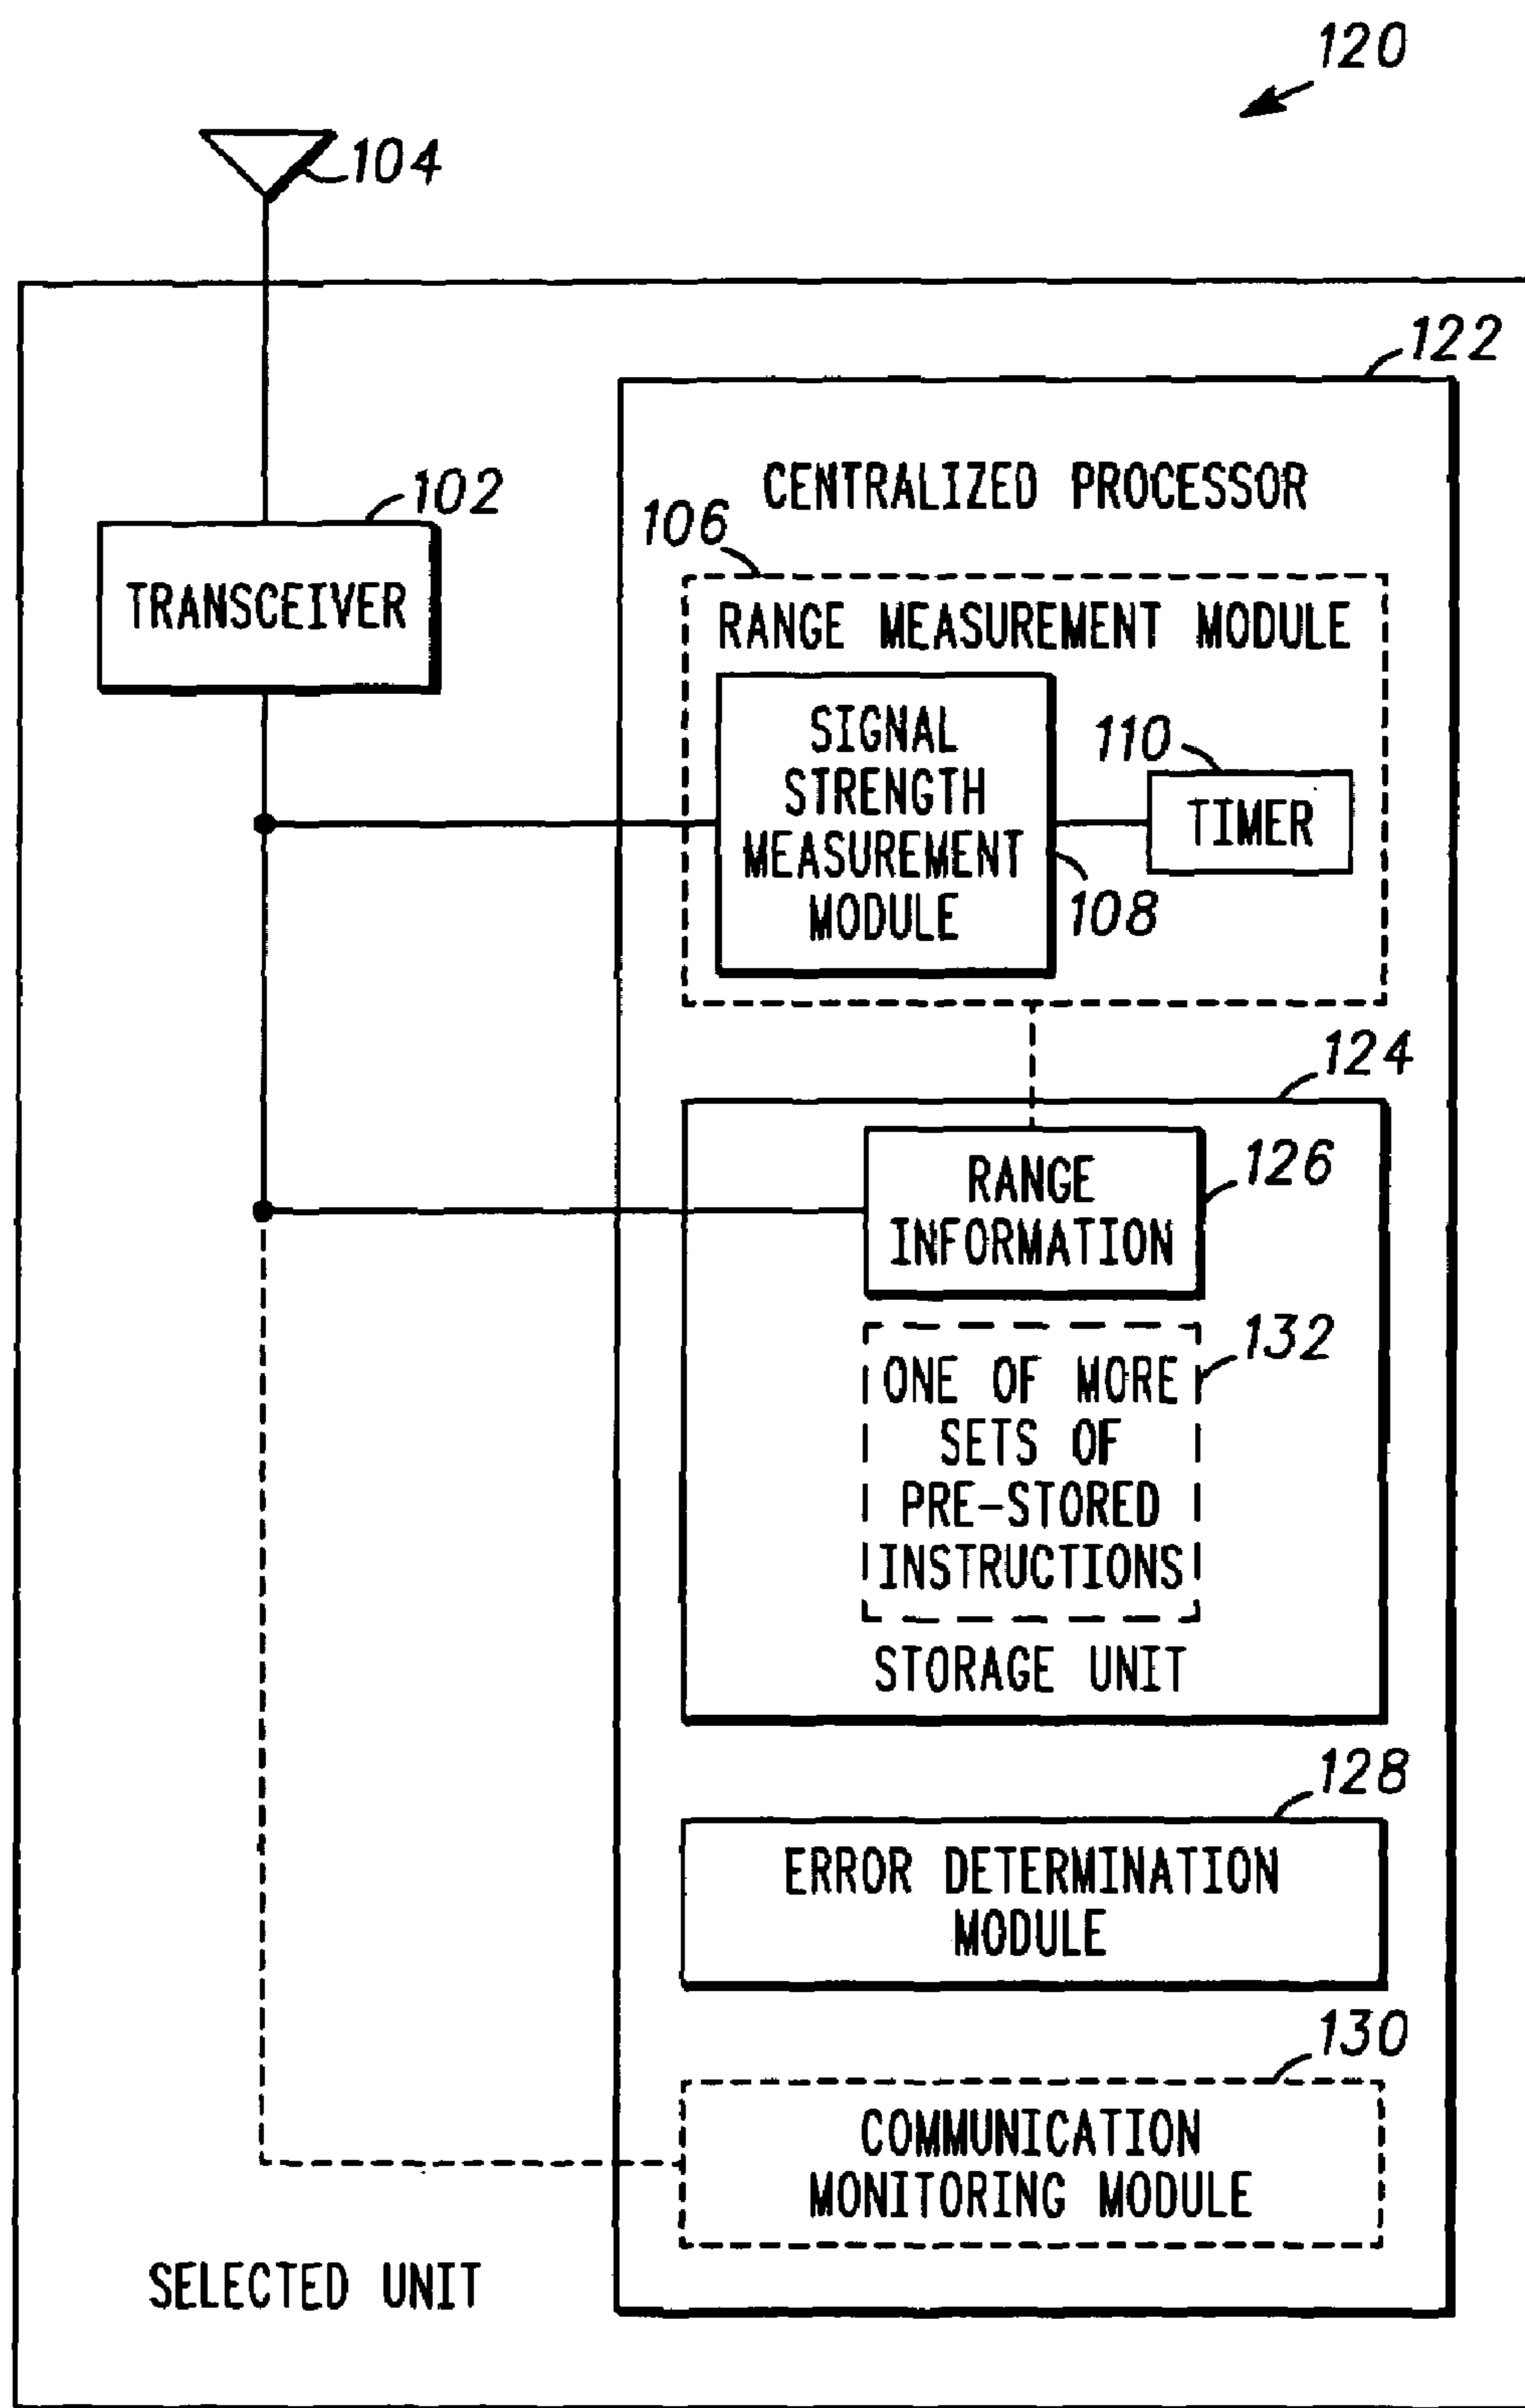 120
104
122
CENTRALIZED PROCESSOR
102
TRANSCEIVER
106
RANGE MEASUREMENT MODULE
SIGNAL
STRENGTH
MEASUREMENT
MODULE
110
TIMER
108
124
RANGE
INFORMATION
126
ONE OF MORE
SETS OF
PRE-STORED
INSTRUCTIONS
132
STORAGE UNIT
128
ERROR DETERMINATION
MODULE
130
COMMUNICATION
MONITORING MODULE
SELECTED UNIT